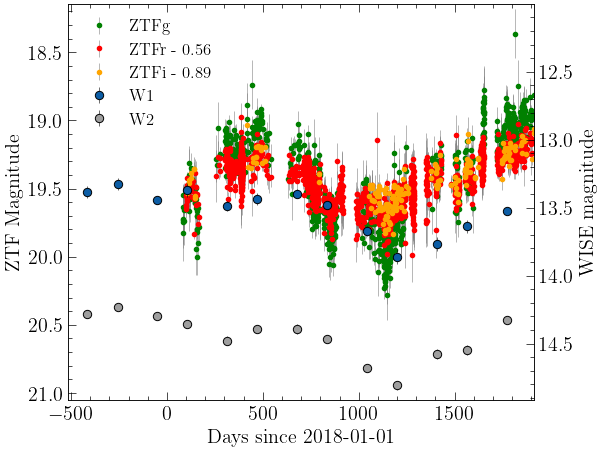 ZTFg
ZTFr - 0.56
ZTFi - 0.89
W1
W2
18.5
19.0
19.5
20.0
20.5
21.0
ZTF Magnitude
12.5
13.0
13.5
14.0
14.5
WISE magnitude
−500
0
500
1000
1500
Days since 2018-01-01